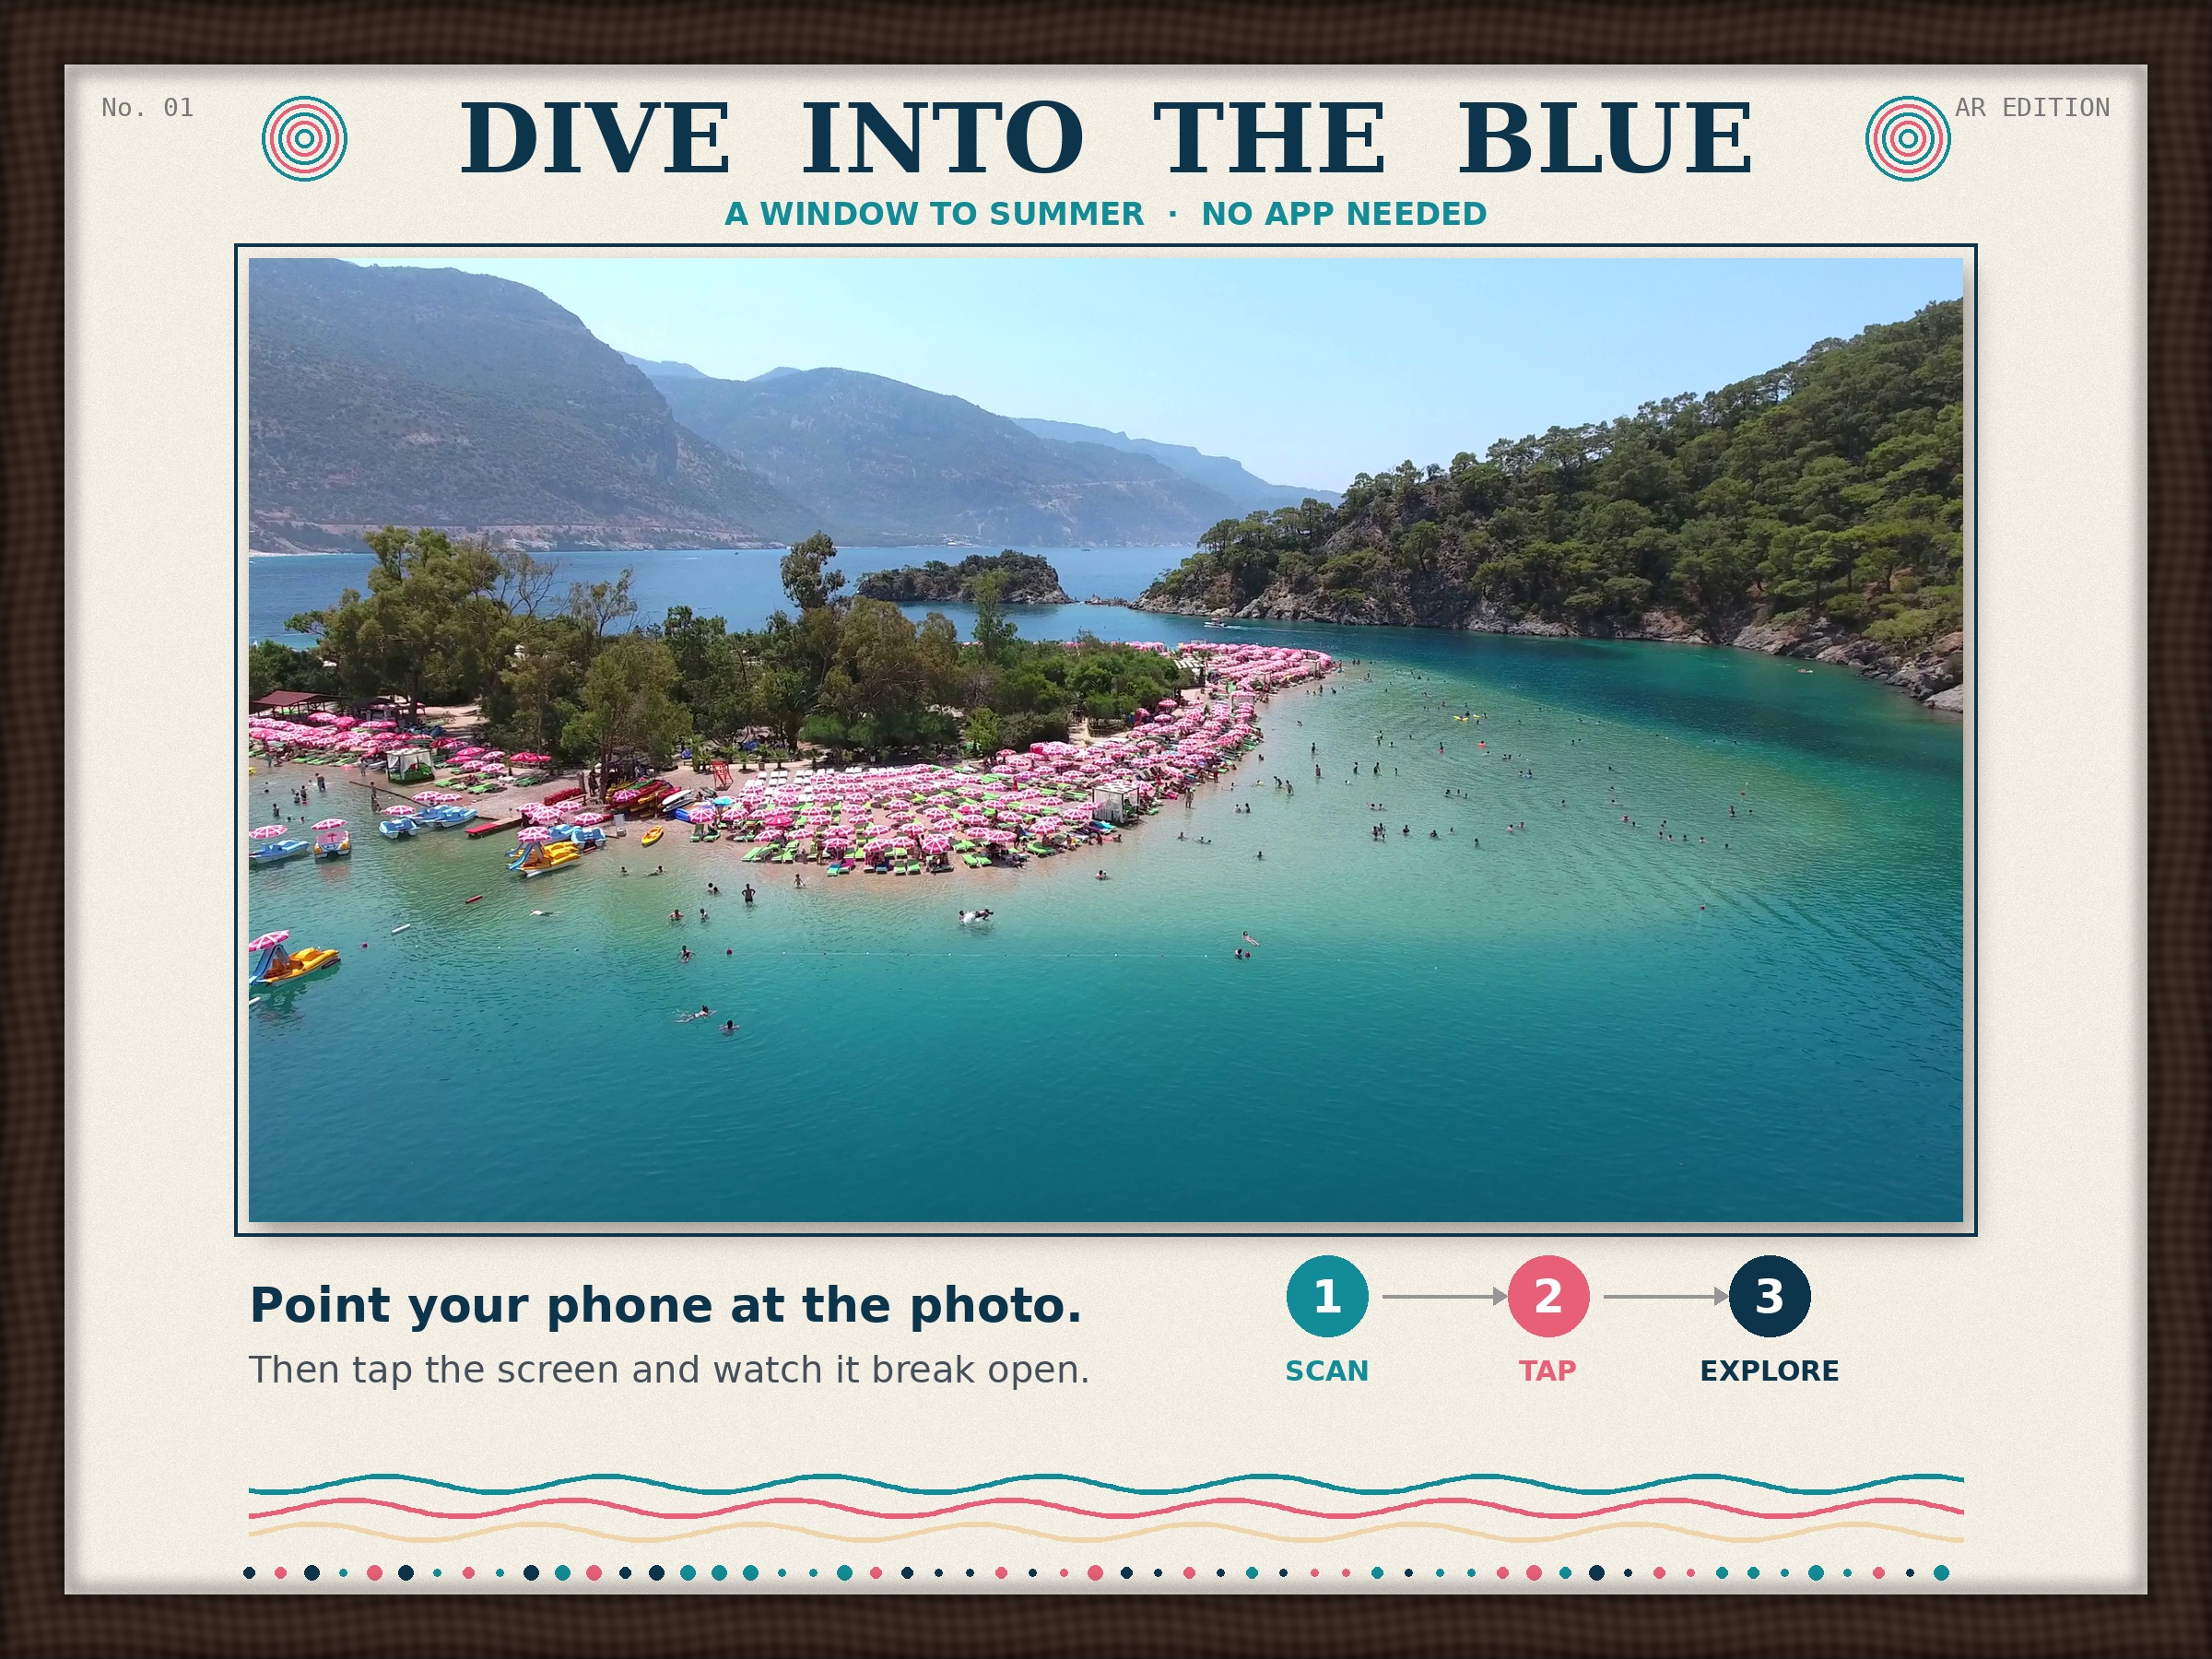 No. 01
DIVE INTO THE BLUE
AR EDITION
A WINDOW TO SUMMER · NO APP NEEDED
Point your phone at the photo.
Then tap the screen and watch it break open.
1 2 3
SCAN TAP EXPLORE